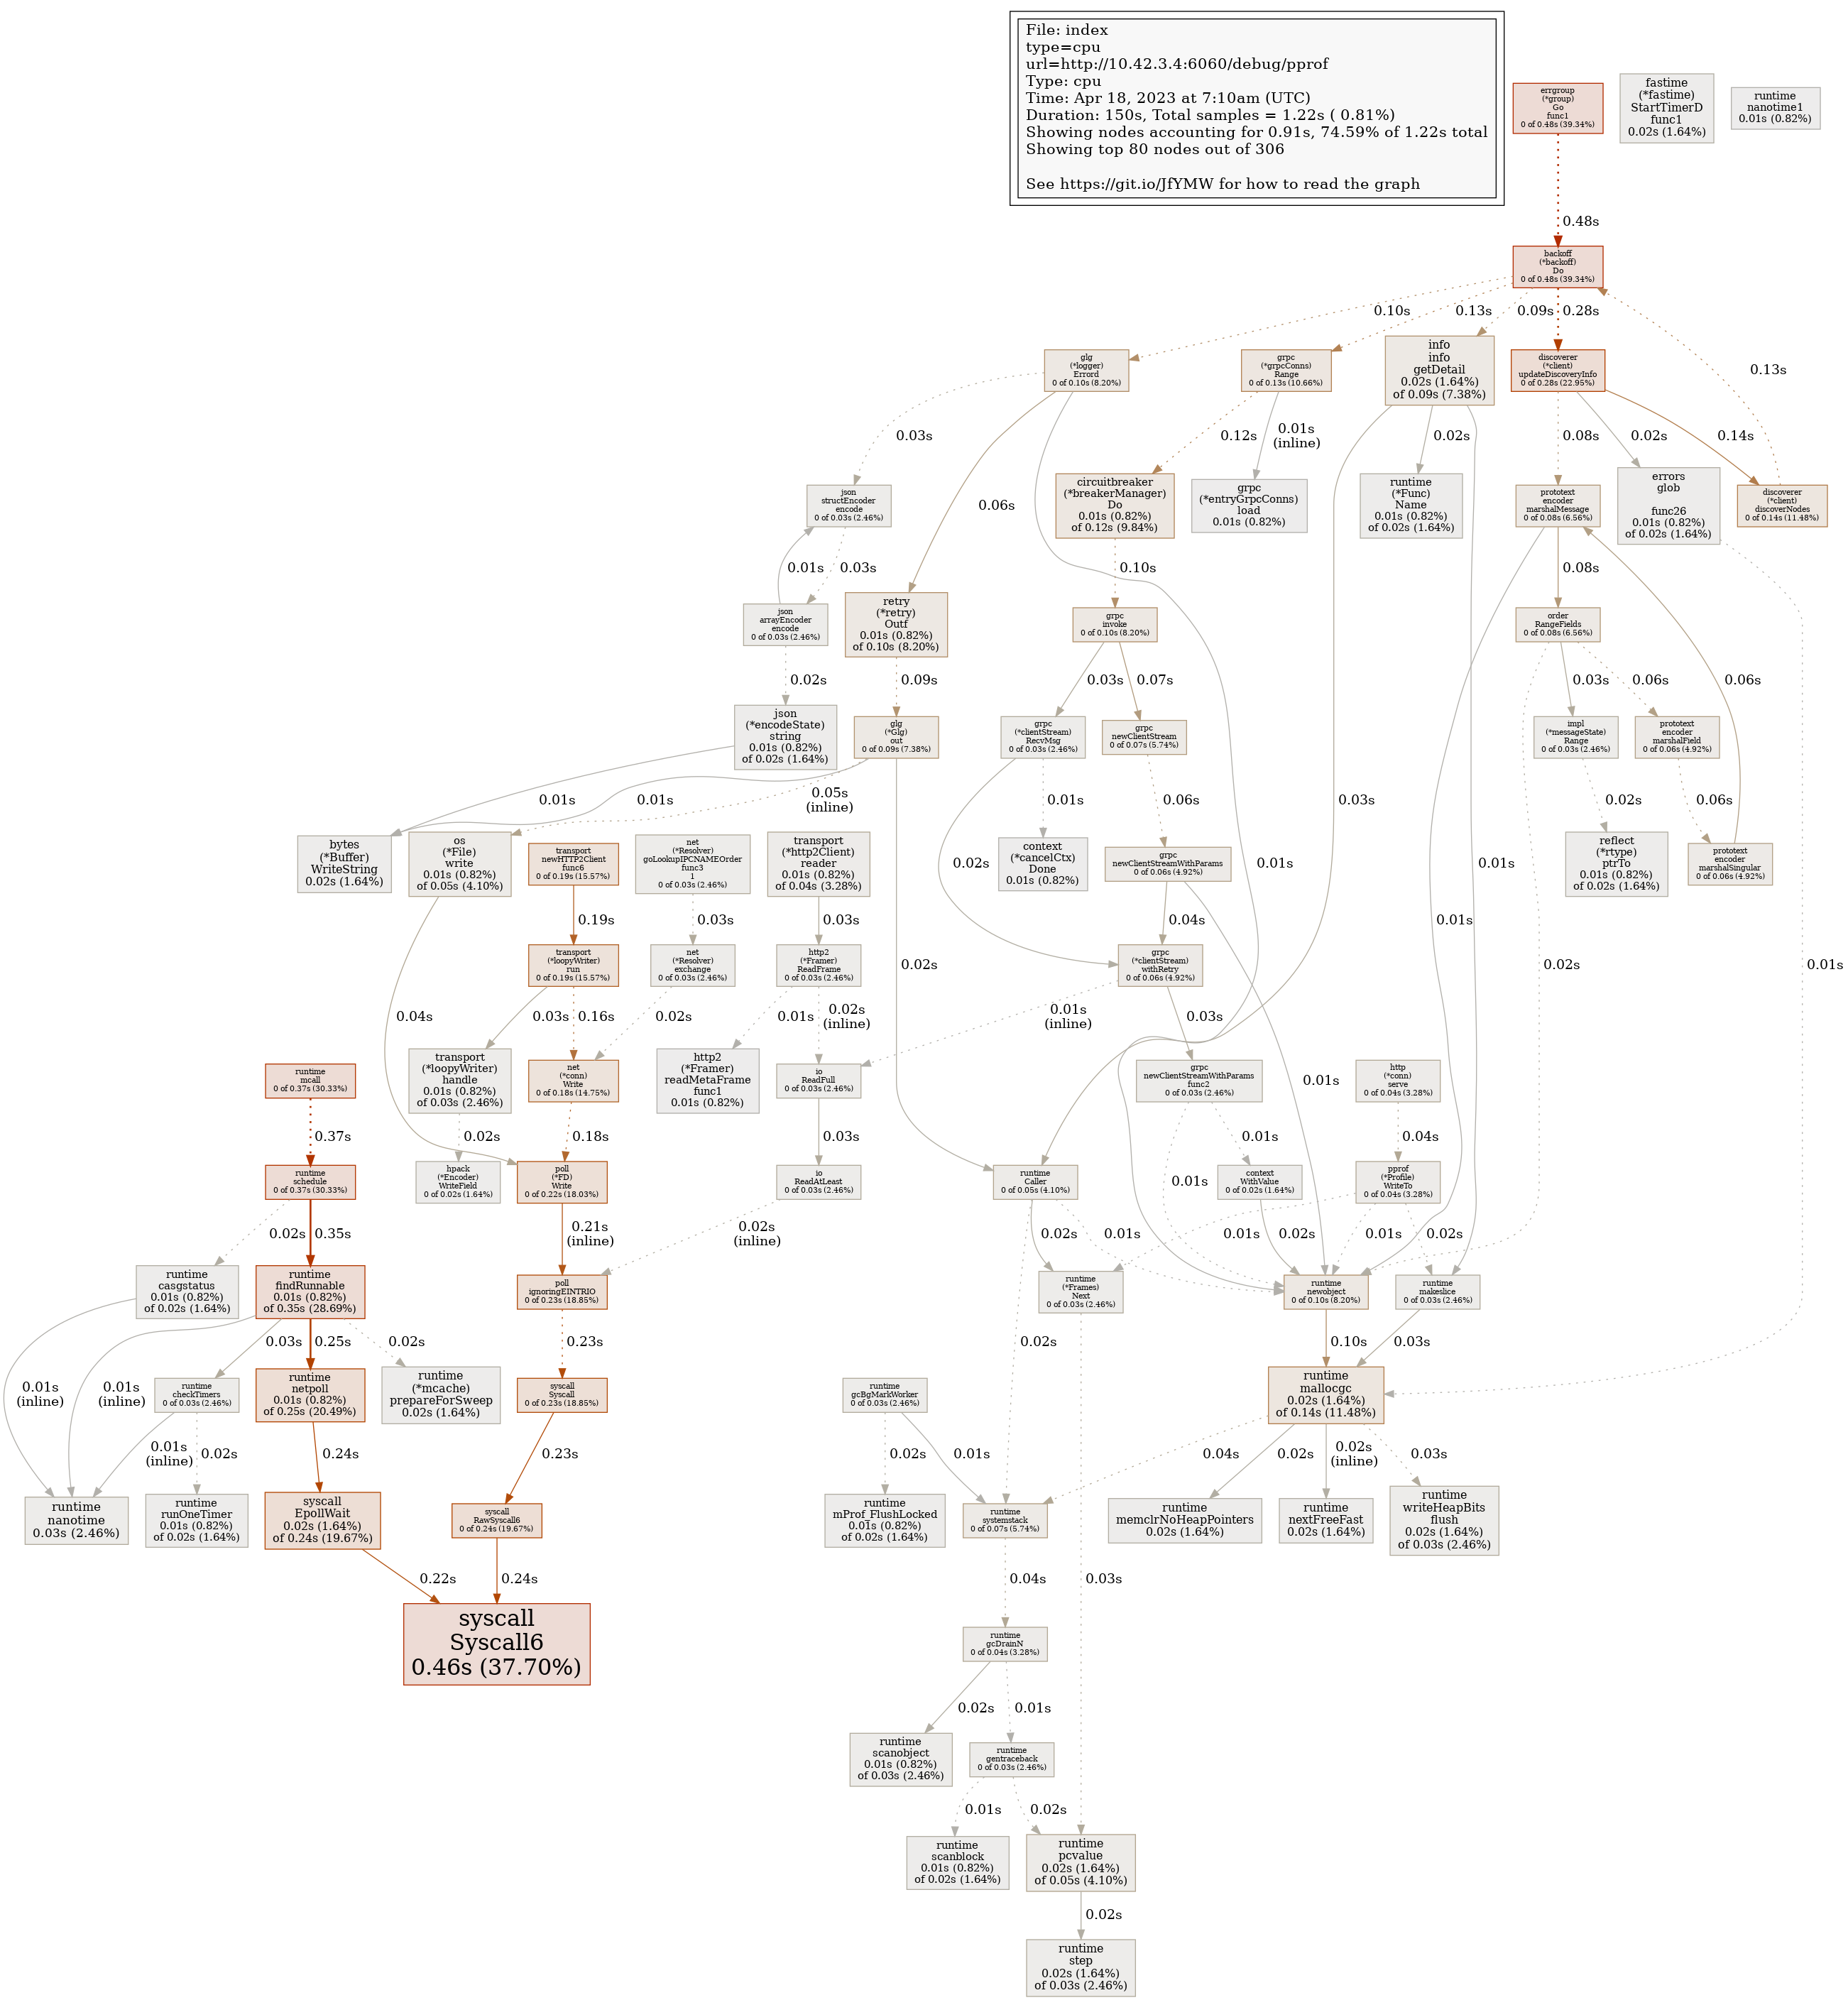 File: index
type=cpu
url=http://10.42.3.4:6060/debug/pprof
Type: cpu
Time: Apr 18, 2023 at 7:10am (UTC)
Duration: 150s, Total samples = 1.22s ( 0.81%)
Showing nodes accounting for 0.91s, 74.59% of 1.22s total
Showing top 80 nodes out of 306
See https://git.io/JfYMW for how to read the graph
errgroup
(*group)
Go
func1
0 of 0.48s (39.34%)
fastime
(*fastime)
StartTimerD
func1
0.02s (1.64%)
runtime
nanotime1
0.01s (0.82%)
0.48s
backoff
(*backoff)
Do
0 of 0.48s (39.34%)
0.10s
0.13s
0.09s
0.28s
0.13s
glg
(*logger)
Errord
0 of 0.10s (8.20%)
grpc
(*grpcConns)
Range
0 of 0.13s (10.66%)
info
info
getDetail
0.02s (1.64%)
of 0.09s (7.38%)
discoverer
(*client)
updateDiscoveryInfo
0 of 0.28s (22.95%)
0.03s
0.06s
0.12s
0.01s
(inline)
0.02s
0.08s
0.02s
0.14s
json
structEncoder
encode
0 of 0.03s (2.46%)
circuitbreaker
(*breakerManager)
Do
0.01s (0.82%)
of 0.12s (9.84%)
grpc
(*entryGrpcConns)
load
0.01s (0.82%)
runtime
(*Func)
Name
0.01s (0.82%)
of 0.02s (1.64%)
prototext
encoder
marshalMessage
0 of 0.08s (6.56%)
errors
glob
func26
0.01s (0.82%)
of 0.02s (1.64%)
discoverer
(*client)
discoverNodes
0 of 0.14s (11.48%)
0.01s
0.03s
0.10s
0.08s
json
arrayEncoder
encode
0 of 0.03s (2.46%)
retry
(*retry)
Outf
0.01s (0.82%)
of 0.10s (8.20%)
grpc
invoke
0 of 0.10s (8.20%)
order
RangeFields
0 of 0.08s (6.56%)
0.02s
0.09s
0.03s
0.07s
0.03s
0.06s
0.06s
json
(*encodeState)
string
0.01s (0.82%)
of 0.02s (1.64%)
glg
(*Glg)
out
0 of 0.09s (7.38%)
grpc
(*clientStream)
RecvMsg
0 of 0.03s (2.46%)
grpc
newClientStream
0 of 0.07s (5.74%)
impl
(*messageState)
Range
0 of 0.03s (2.46%)
prototext
encoder
marshalField
0 of 0.06s (4.92%)
0.01s
0.01s
0.05s
(inline)
0.01s
0.06s
0.03s
0.01s
0.01s
0.02s
0.06s
bytes
(*Buffer)
WriteString
0.02s (1.64%)
os
(*File)
write
0.01s (0.82%)
of 0.05s (4.10%)
transport
newHTTP2Client
func6
0 of 0.19s (15.57%)
net
(*Resolver)
goLookupIPCNAMEOrder
func3
1
0 of 0.03s (2.46%)
transport
(*http2Client)
reader
0.01s (0.82%)
of 0.04s (3.28%)
context
(*cancelCtx)
Done
0.01s (0.82%)
grpc
newClientStreamWithParams
0 of 0.06s (4.92%)
reflect
(*rtype)
ptrTo
0.01s (0.82%)
of 0.02s (1.64%)
prototext
encoder
marshalSingular
0 of 0.06s (4.92%)
0.02s
0.19s
0.03s
0.03s
0.04s
0.01s
transport
(*loopyWriter)
run
0 of 0.19s (15.57%)
net
(*Resolver)
exchange
0 of 0.03s (2.46%)
http2
(*Framer)
ReadFrame
0 of 0.03s (2.46%)
0.02s
grpc
(*clientStream)
withRetry
0 of 0.06s (4.92%)
0.02s
0.01s
0.04s
0.03s
0.16s
0.02s
0.01s
0.02s
(inline)
0.01s
(inline)
0.03s
runtime
mcall
0 of 0.37s (30.33%)
transport
(*loopyWriter)
handle
0.01s (0.82%)
of 0.03s (2.46%)
net
(*conn)
Write
0 of 0.18s (14.75%)
http2
(*Framer)
readMetaFrame
func1
0.01s (0.82%)
io
ReadFull
0 of 0.03s (2.46%)
grpc
newClientStreamWithParams
func2
0 of 0.03s (2.46%)
0.01s
http
(*conn)
serve
0 of 0.04s (3.28%)
0.37s
0.02s
0.18s
0.03s
0.01s
0.04s
runtime
schedule
0 of 0.37s (30.33%)
hpack
(*Encoder)
WriteField
0 of 0.02s (1.64%)
poll
(*FD)
Write
0 of 0.22s (18.03%)
io
ReadAtLeast
0 of 0.03s (2.46%)
runtime
Caller
0 of 0.05s (4.10%)
0.01s
context
WithValue
0 of 0.02s (1.64%)
pprof
(*Profile)
WriteTo
0 of 0.04s (3.28%)
0.02s
0.35s
0.21s
(inline)
0.02s
(inline)
0.02s
0.01s
0.01s
0.02s
0.01s
0.02s
runtime
casgstatus
0.01s (0.82%)
of 0.02s (1.64%)
runtime
findRunnable
0.01s (0.82%)
of 0.35s (28.69%)
poll
ignoringEINTRIO
0 of 0.23s (18.85%)
runtime
(*Frames)
Next
0 of 0.03s (2.46%)
runtime
newobject
0 of 0.10s (8.20%)
runtime
makeslice
0 of 0.03s (2.46%)
0.03s
0.25s
0.02s
0.23s
0.02s
0.10s
0.03s
0.01s
(inline)
0.01s
(inline)
runtime
checkTimers
0 of 0.03s (2.46%)
runtime
netpoll
0.01s (0.82%)
of 0.25s (20.49%)
runtime
(*mcache)
prepareForSweep
0.02s (1.64%)
syscall
Syscall
0 of 0.23s (18.85%)
runtime
gcBgMarkWorker
0 of 0.03s (2.46%)
runtime
mallocgc
0.02s (1.64%)
of 0.14s (11.48%)
0.01s
(inline)
0.02s
0.24s
0.23s
0.02s
0.01s
0.04s
0.02s
0.02s
(inline)
0.03s
runtime
nanotime
0.03s (2.46%)
runtime
runOneTimer
0.01s (0.82%)
of 0.02s (1.64%)
syscall
EpollWait
0.02s (1.64%)
of 0.24s (19.67%)
syscall
RawSyscall6
0 of 0.24s (19.67%)
runtime
mProf_FlushLocked
0.01s (0.82%)
of 0.02s (1.64%)
runtime
systemstack
0 of 0.07s (5.74%)
runtime
memclrNoHeapPointers
0.02s (1.64%)
runtime
nextFreeFast
0.02s (1.64%)
runtime
writeHeapBits
flush
0.02s (1.64%)
of 0.03s (2.46%)
0.22s
0.24s
0.04s
0.03s
syscall
Syscall6
0.46s (37.70%)
runtime
gcDrainN
0 of 0.04s (3.28%)
0.02s
0.01s
runtime
scanobject
0.01s (0.82%)
of 0.03s (2.46%)
runtime
gentraceback
0 of 0.03s (2.46%)
0.01s
0.02s
runtime
scanblock
0.01s (0.82%)
of 0.02s (1.64%)
runtime
pcvalue
0.02s (1.64%)
of 0.05s (4.10%)
0.02s
runtime
step
0.02s (1.64%)
of 0.03s (2.46%)